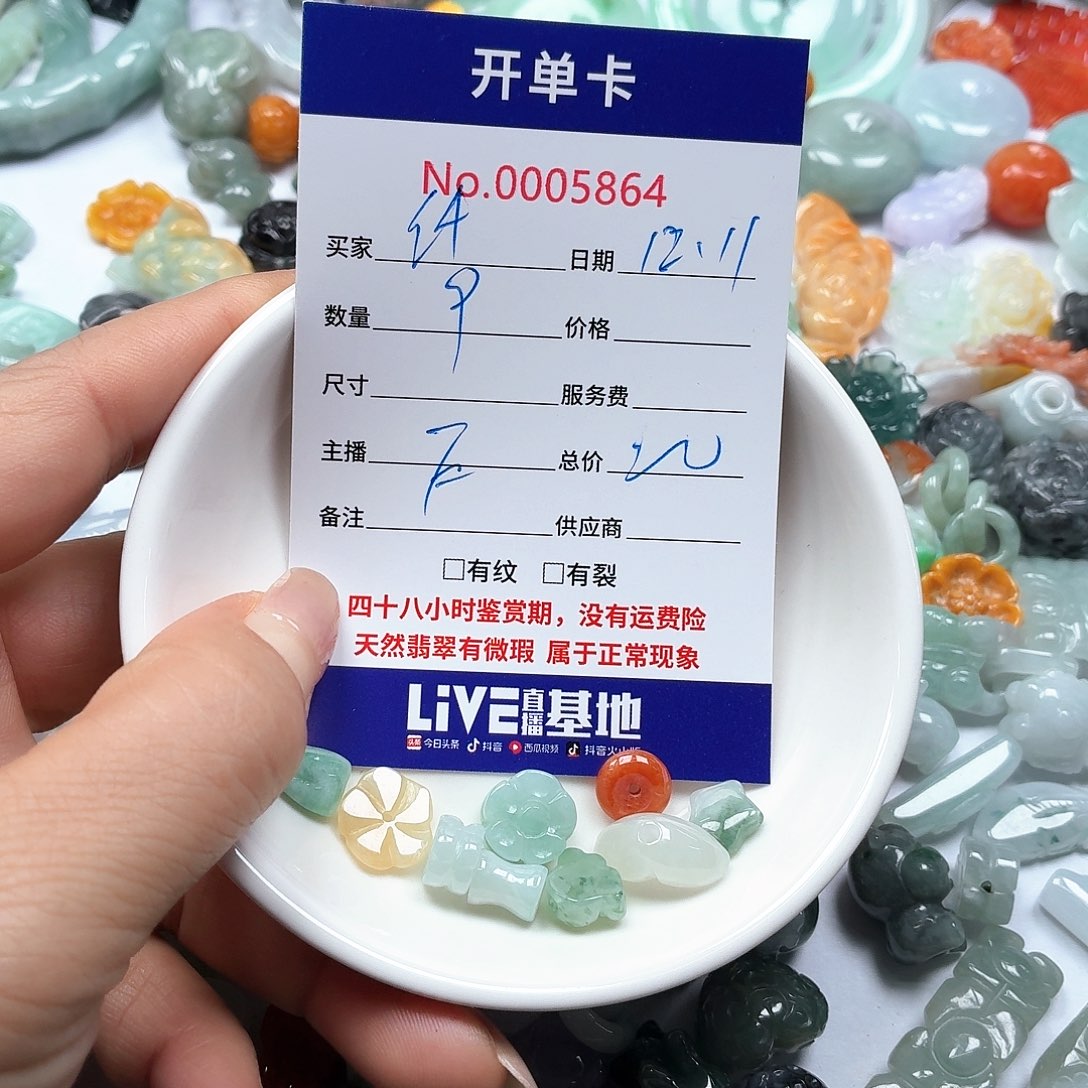 开单卡
No.0005864
买家 日期 12.11
数量 9 价格
尺寸 服务费
主播 总价
备注 供应商
□有纹 □有裂
四十八小时鉴赏期，没有运费险
天然翡翠有微瑕 属于正常现象
LiVE直播基地
头条 今日头条 抖音 西瓜视频 抖音火山版